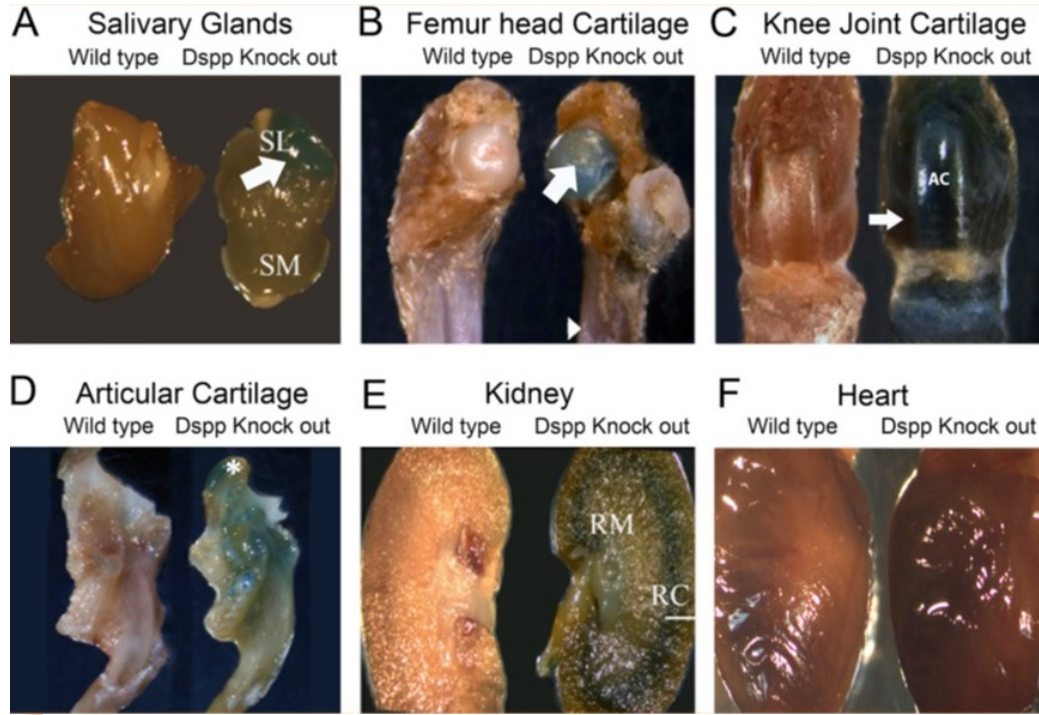 A Salivary Glands
Wild type Dspp Knock out
SL
SM
B Femur head Cartilage
Wild type Dspp Knock out
C Knee Joint Cartilage
Wild type Dspp Knock out
AC
D Articular Cartilage
Wild type Dspp Knock out
*
E Kidney
Wild type Dspp Knock out
RM
RC
F Heart
Wild type Dspp Knock out